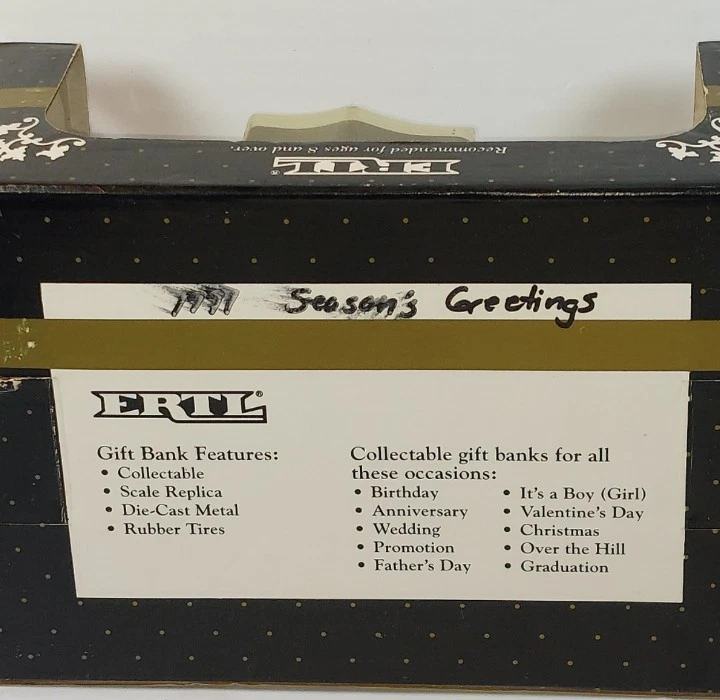 Recommended for ages 8 and over.
ERTL®
Season's Greetings
ERTL®
Gift Bank Features:
• Collectable
• Scale Replica
• Die-Cast Metal
• Rubber Tires
Collectable gift banks for all
these occasions:
• Birthday
• Anniversary
• Wedding
• Promotion
• Father's Day
• It's a Boy (Girl)
• Valentine's Day
• Christmas
• Over the Hill
• Graduation